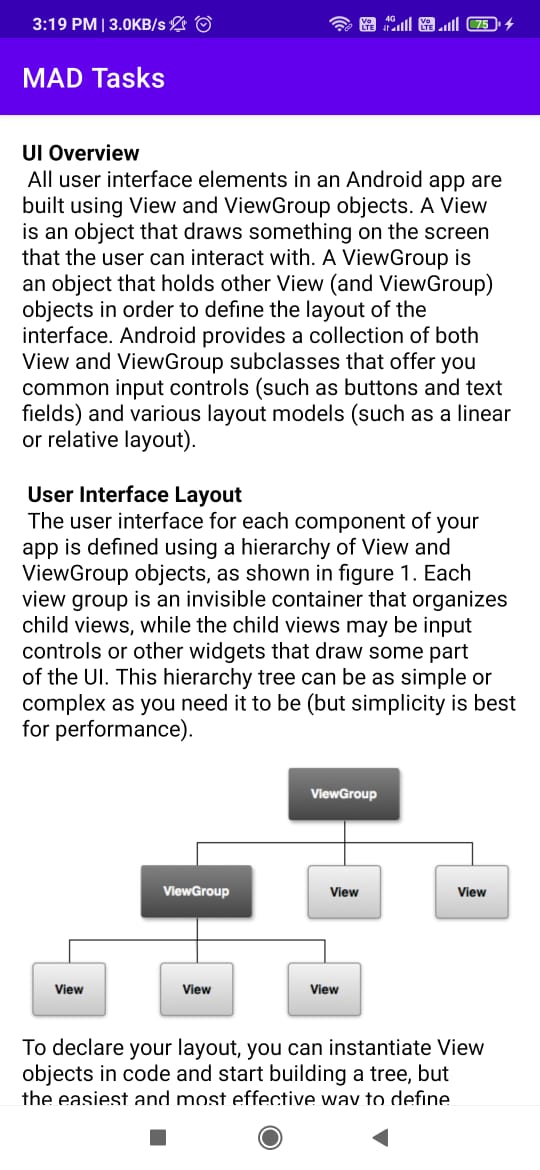 3:19 PM | 3.0KB/s
Vo
LTE
4G
Vo
LTE
75
MAD Tasks
UI Overview
All user interface elements in an Android app are
built using View and ViewGroup objects. A View
is an object that draws something on the screen
that the user can interact with. A ViewGroup is
an object that holds other View (and ViewGroup)
objects in order to define the layout of the
interface. Android provides a collection of both
View and ViewGroup subclasses that offer you
common input controls (such as buttons and text
fields) and various layout models (such as a linear
or relative layout).
User Interface Layout
The user interface for each component of your
app is defined using a hierarchy of View and
ViewGroup objects, as shown in figure 1. Each
view group is an invisible container that organizes
child views, while the child views may be input
controls or other widgets that draw some part
of the UI. This hierarchy tree can be as simple or
complex as you need it to be (but simplicity is best
for performance).
ViewGroup
ViewGroup View View
View View View
To declare your layout, you can instantiate View
objects in code and start building a tree, but
the easiest and most effective way to define